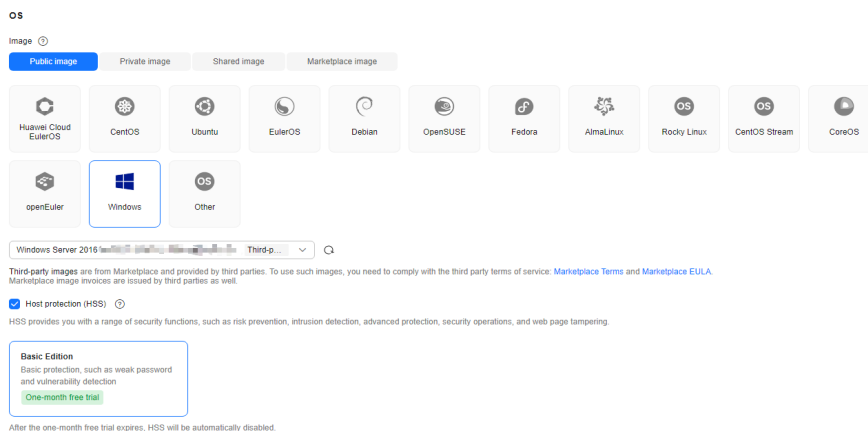 OS
Image ?
Public image Private image Shared image Marketplace image
Huawei Cloud EulerOS
CentOS
Ubuntu
EulerOS
Debian
OpenSUSE
Fedora
AlmaLinux
OS
Rocky Linux
OS
CentOS Stream
CoreOS
openEuler
Windows
OS
Other
Windows Server 2016 Third-p...
Third-party images are from Marketplace and provided by third parties. To use such images, you need to comply with the third party terms of service: Marketplace Terms and Marketplace EULA.
Marketplace image invoices are issued by third parties as well.
Host protection (HSS) ?
HSS provides you with a range of security functions, such as risk prevention, intrusion detection, advanced protection, security operations, and web page tampering.
Basic Edition
Basic protection, such as weak password
and vulnerability detection
One-month free trial
After the one-month free trial expires, HSS will be automatically disabled.